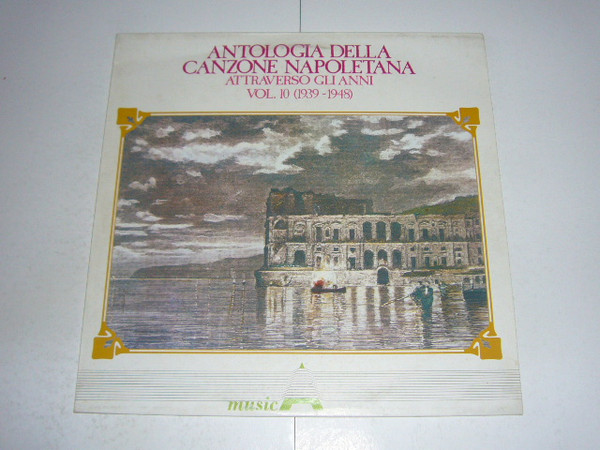 ANTOLOGIA DELLA
CANZONE NAPOLETANA
ATTRAVERSO GLI ANNI
VOL. 10 (1939-1948)
music A